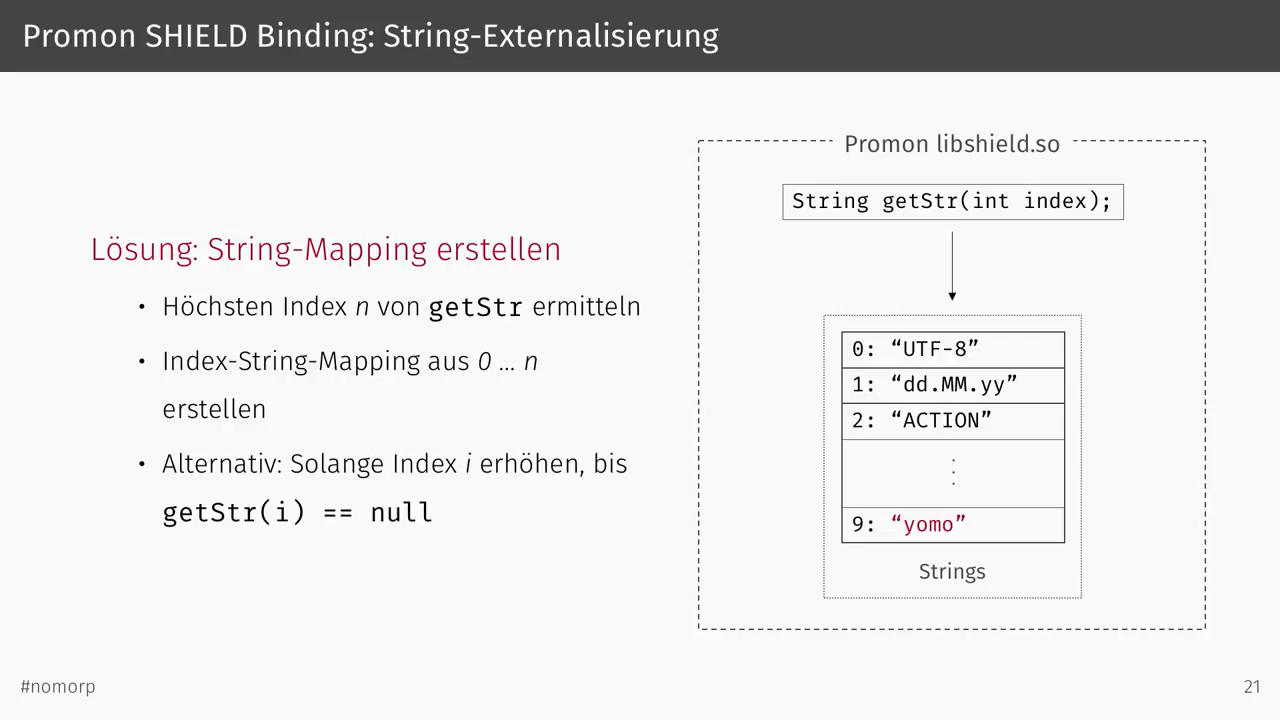 Promon SHIELD Binding: String-Externalisierung
Lösung: String-Mapping erstellen
• Höchsten Index n von getStr ermitteln
• Index-String-Mapping aus 0 … n
erstellen
• Alternativ: Solange Index i erhöhen, bis
getStr(i) == null
Promon libshield.so
String getStr(int index);
0: “UTF-8”
1: “dd.MM.yy”
2: “ACTION”
⋮
9: “yomo”
Strings
#nomorp
21